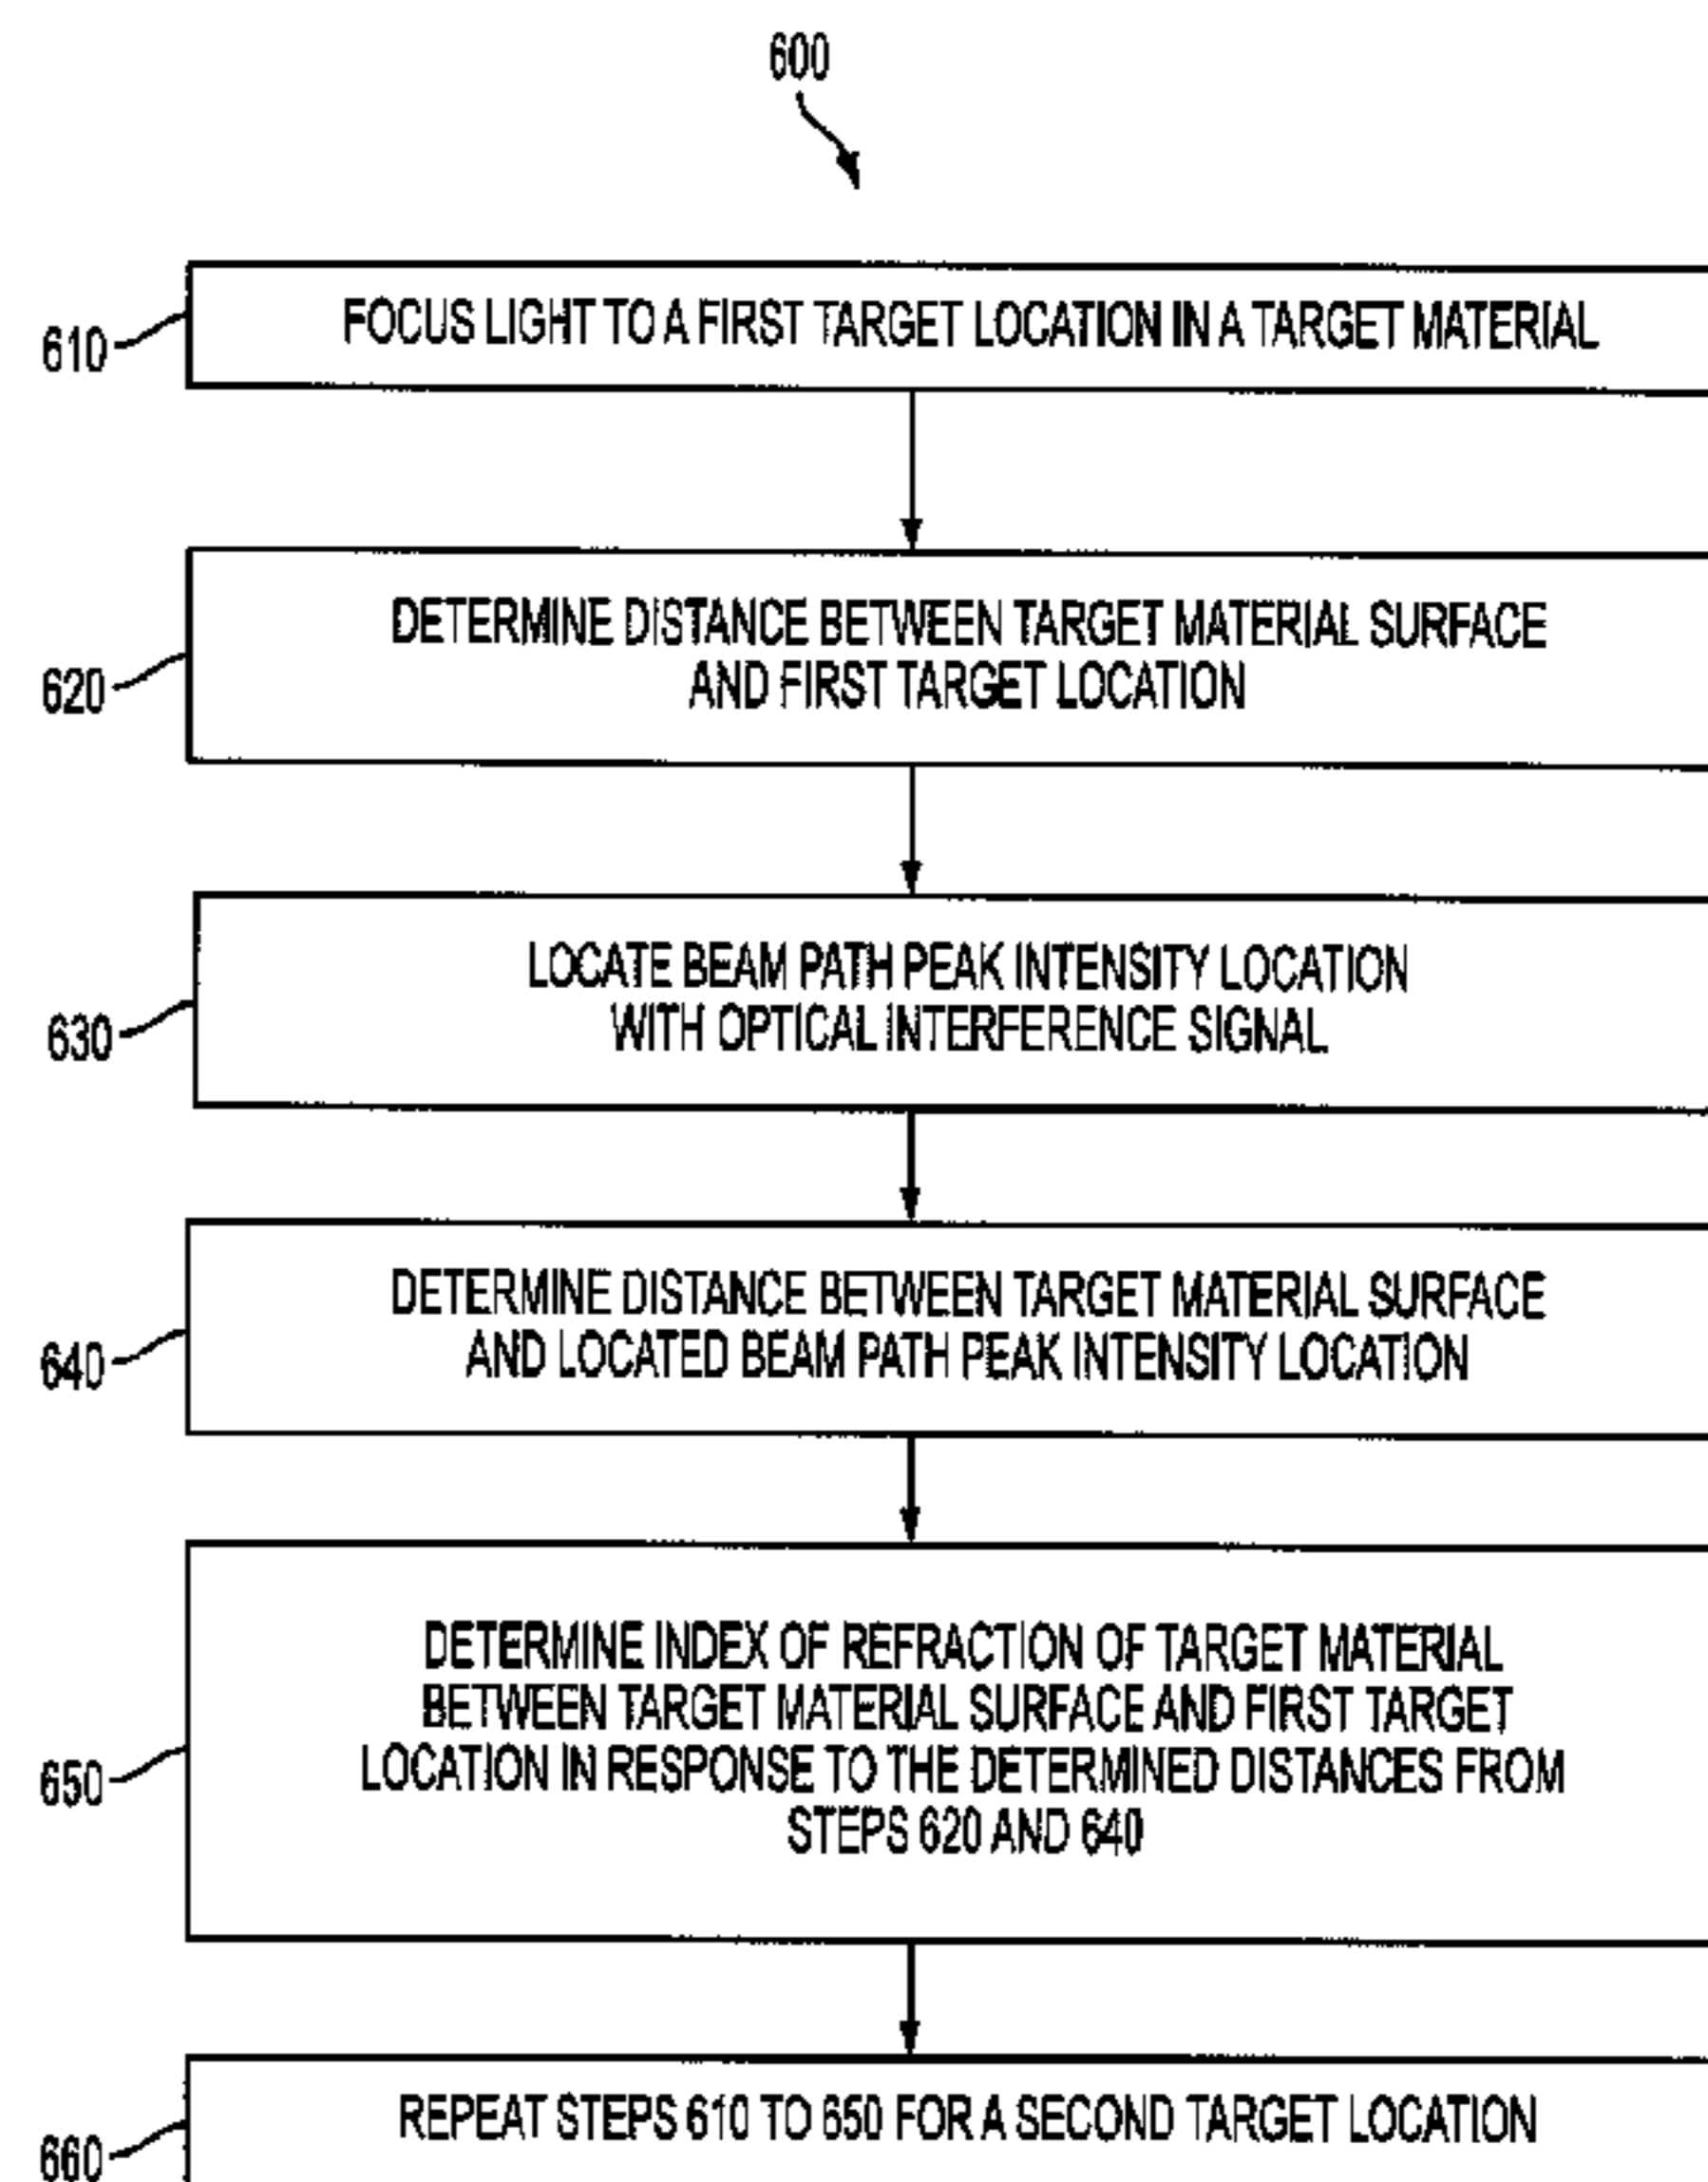 600
610
FOCUS LIGHT TO A FIRST TARGET LOCATION IN A TARGET MATERIAL
620
DETERMINE DISTANCE BETWEEN TARGET MATERIAL SURFACE
AND FIRST TARGET LOCATION
630
LOCATE BEAM PATH PEAK INTENSITY LOCATION
WITH OPTICAL INTERFERENCE SIGNAL
640
DETERMINE DISTANCE BETWEEN TARGET MATERIAL SURFACE
AND LOCATED BEAM PATH PEAK INTENSITY LOCATION
650
DETERMINE INDEX OF REFRACTION OF TARGET MATERIAL
BETWEEN TARGET MATERIAL SURFACE AND FIRST TARGET
LOCATION IN RESPONSE TO THE DETERMINED DISTANCES FROM
STEPS 620 AND 640
660
REPEAT STEPS 610 TO 650 FOR A SECOND TARGET LOCATION